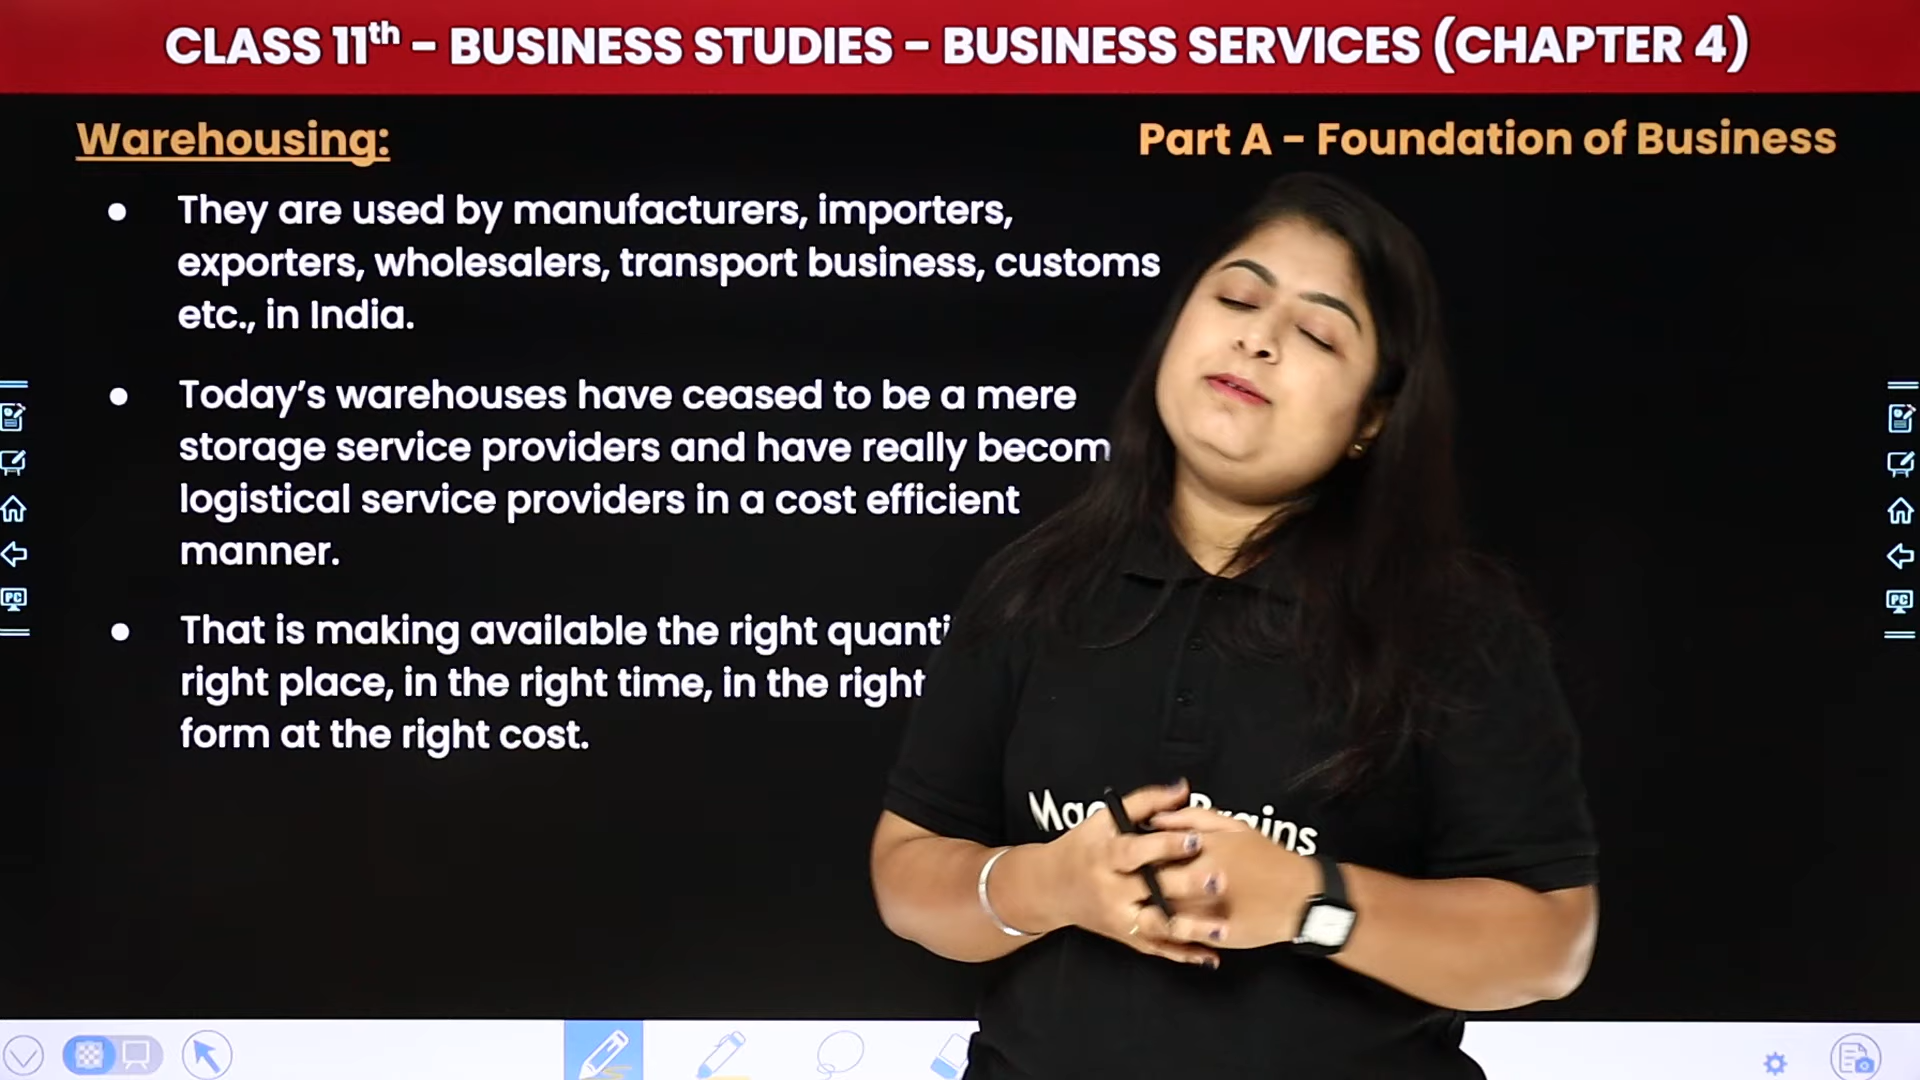 CLASS 11th – BUSINESS STUDIES – BUSINESS SERVICES (CHAPTER 4)
Warehousing:
Part A – Foundation of Business
● They are used by manufacturers, importers,
exporters, wholesalers, transport business, customs
etc., in India.
● Today's warehouses have ceased to be a mere
storage service providers and have really
logistical service providers in a cost efficient
manner.
● That is making available the right
right place, in the right time, in the right
form at the right cost.
PC
PC